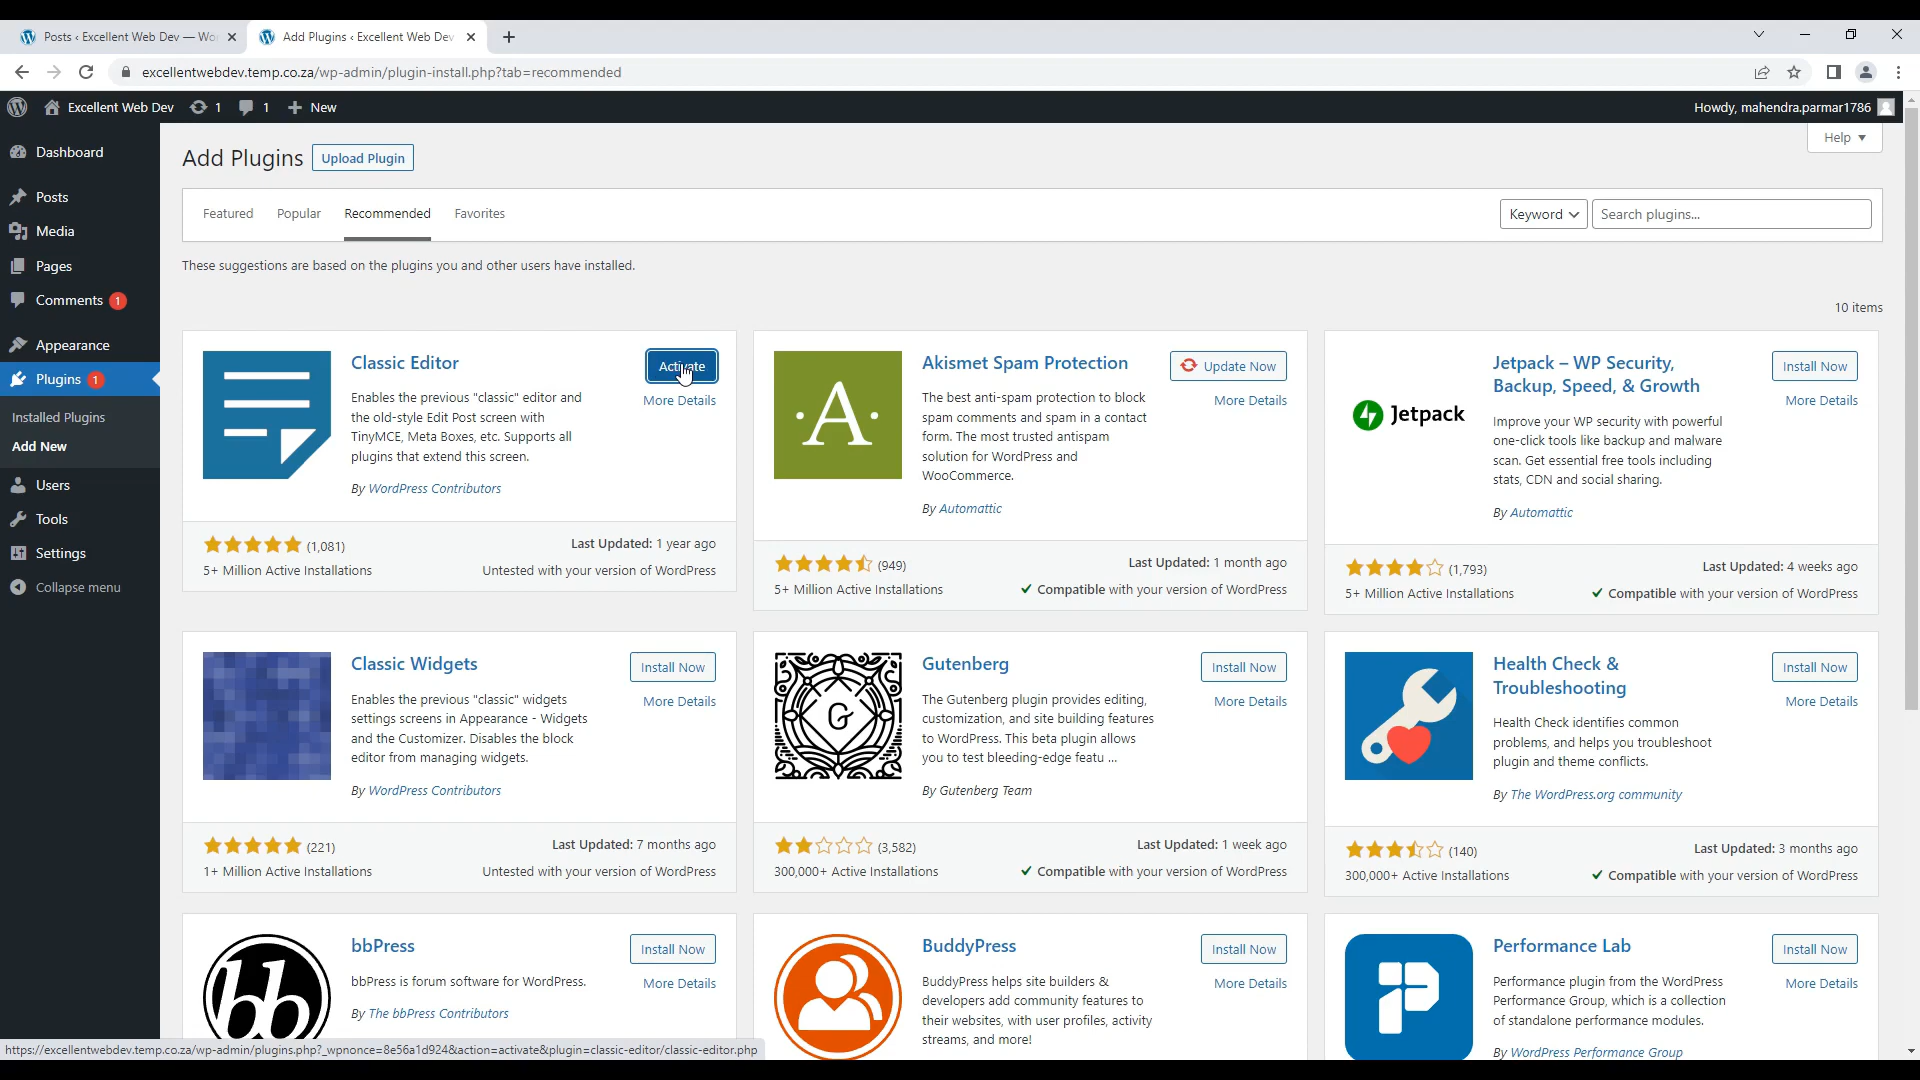 Posts ‹ Excellent Web Dev — Wo
Add Plugins ‹ Excellent Web Dev
excellentwebdev.temp.co.za/wp-admin/plugin-install.php?tab=recommended
Excellent Web Dev 1 1 New
Howdy, mahendra.parmar1786
Dashboard
Posts
Media
Pages
Comments 1
Appearance
Plugins 1
Installed Plugins
Add New
Users
Tools
Settings
Collapse menu
Help
Add Plugins Upload Plugin
Featured Popular Recommended Favorites
Keyword Search plugins...
These suggestions are based on the plugins you and other users have installed.
10 items
Classic Editor
Activate
More Details
Enables the previous "classic" editor and
the old-style Edit Post screen with
TinyMCE, Meta Boxes, etc. Supports all
plugins that extend this screen.
By WordPress Contributors
(1,081)
Last Updated: 1 year ago
5+ Million Active Installations
Untested with your version of WordPress
A
Akismet Spam Protection
Update Now
More Details
The best anti-spam protection to block
spam comments and spam in a contact
form. The most trusted antispam
solution for WordPress and
WooCommerce.
By Automattic
(949)
Last Updated: 1 month ago
5+ Million Active Installations
Compatible with your version of WordPress
Jetpack
Jetpack – WP Security,
Backup, Speed, & Growth
Install Now
More Details
Improve your WP security with powerful
one-click tools like backup and malware
scan. Get essential free tools including
stats, CDN and social sharing.
By Automattic
(1,793)
Last Updated: 4 weeks ago
5+ Million Active Installations
Compatible with your version of WordPress
Classic Widgets
Install Now
More Details
Enables the previous "classic" widgets
settings screens in Appearance - Widgets
and the Customizer. Disables the block
editor from managing widgets.
By WordPress Contributors
(221)
Last Updated: 7 months ago
1+ Million Active Installations
Untested with your version of WordPress
G
Gutenberg
Install Now
More Details
The Gutenberg plugin provides editing,
customization, and site building features
to WordPress. This beta plugin allows
you to test bleeding-edge featu ...
By Gutenberg Team
(3,582)
Last Updated: 1 week ago
300,000+ Active Installations
Compatible with your version of WordPress
Health Check &
Troubleshooting
Install Now
More Details
Health Check identifies common
problems, and helps you troubleshoot
plugin and theme conflicts.
By The WordPress.org community
(140)
Last Updated: 3 months ago
300,000+ Active Installations
Compatible with your version of WordPress
bb
bbPress
Install Now
More Details
bbPress is forum software for WordPress.
By The bbPress Contributors
BuddyPress
Install Now
More Details
BuddyPress helps site builders &
developers add community features to
their websites, with user profiles, activity
streams, and more!
Performance Lab
Install Now
More Details
Performance plugin from the WordPress
Performance Group, which is a collection
of standalone performance modules.
By WordPress Performance Group
https://excellentwebdev.temp.co.za/wp-admin/plugins.php?_wpnonce=8e56a1d924&action=activate&plugin=classic-editor/classic-editor.php